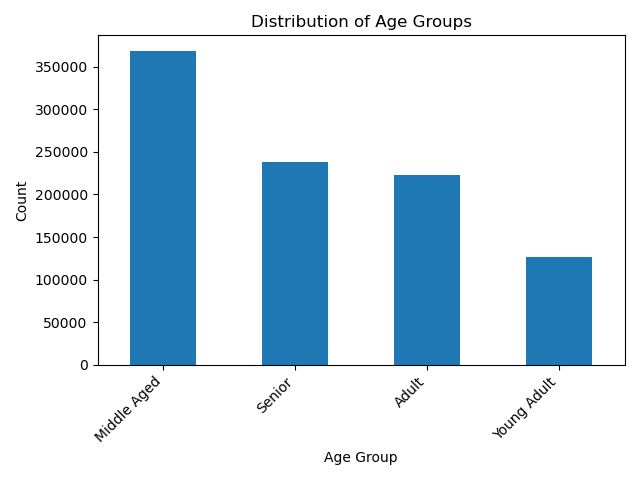 Distribution of Age Groups
350000
300000
250000
200000
150000
100000
50000
0
Count
Middle Aged
Senior
Adult
Young Adult
Age Group